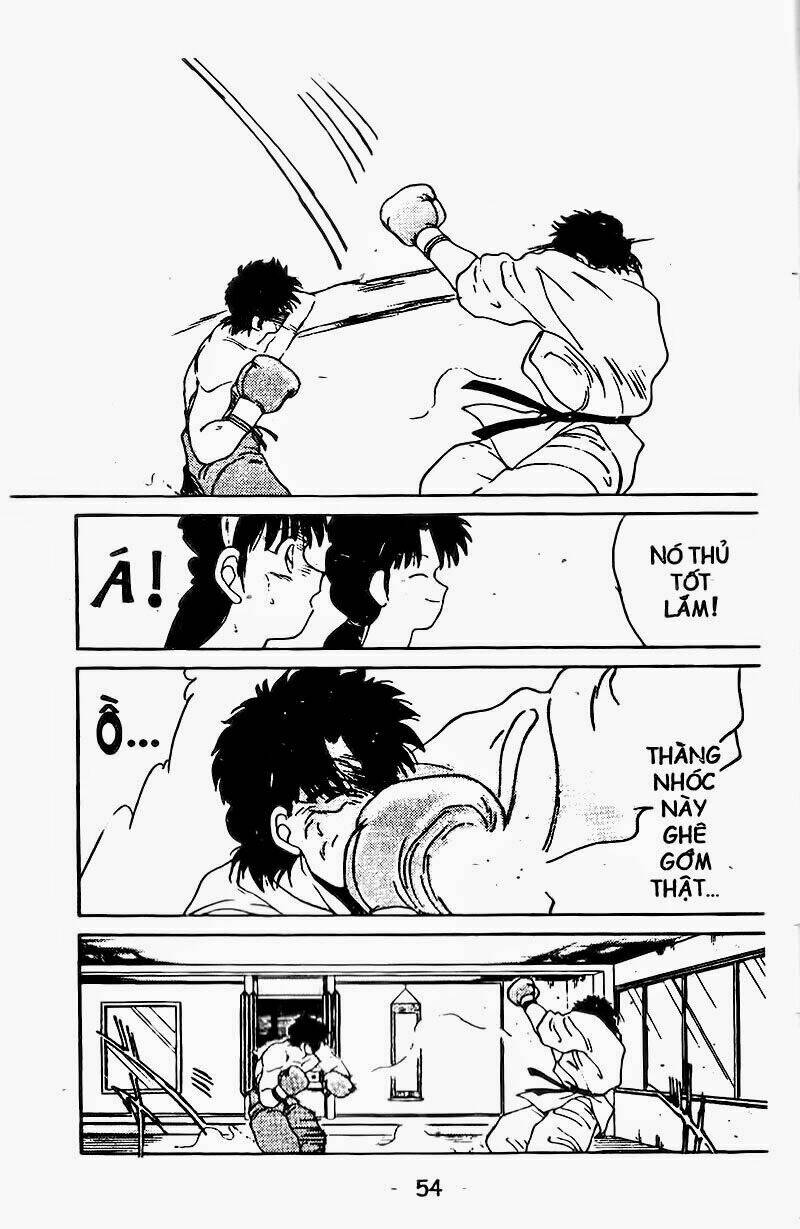 Á!
NÓ THỦ
TỐT
LẮM!
Ồ...
THẰNG
NHÓC
NÀY
GHÊ
GỚM
THẬT...
- 54 -